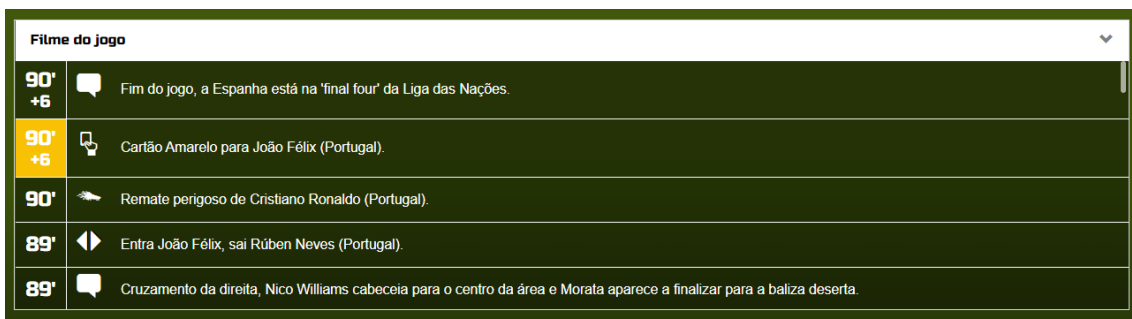 Filme do jogo
90'
+6
Fim do jogo, a Espanha está na 'final four' da Liga das Nações.
90'
+6
Cartão Amarelo para João Félix (Portugal).
90'
Remate perigoso de Cristiano Ronaldo (Portugal).
89'
Entra João Félix, sai Rúben Neves (Portugal).
89'
Cruzamento da direita, Nico Williams cabeceia para o centro da área e Morata aparece a finalizar para a baliza deserta.